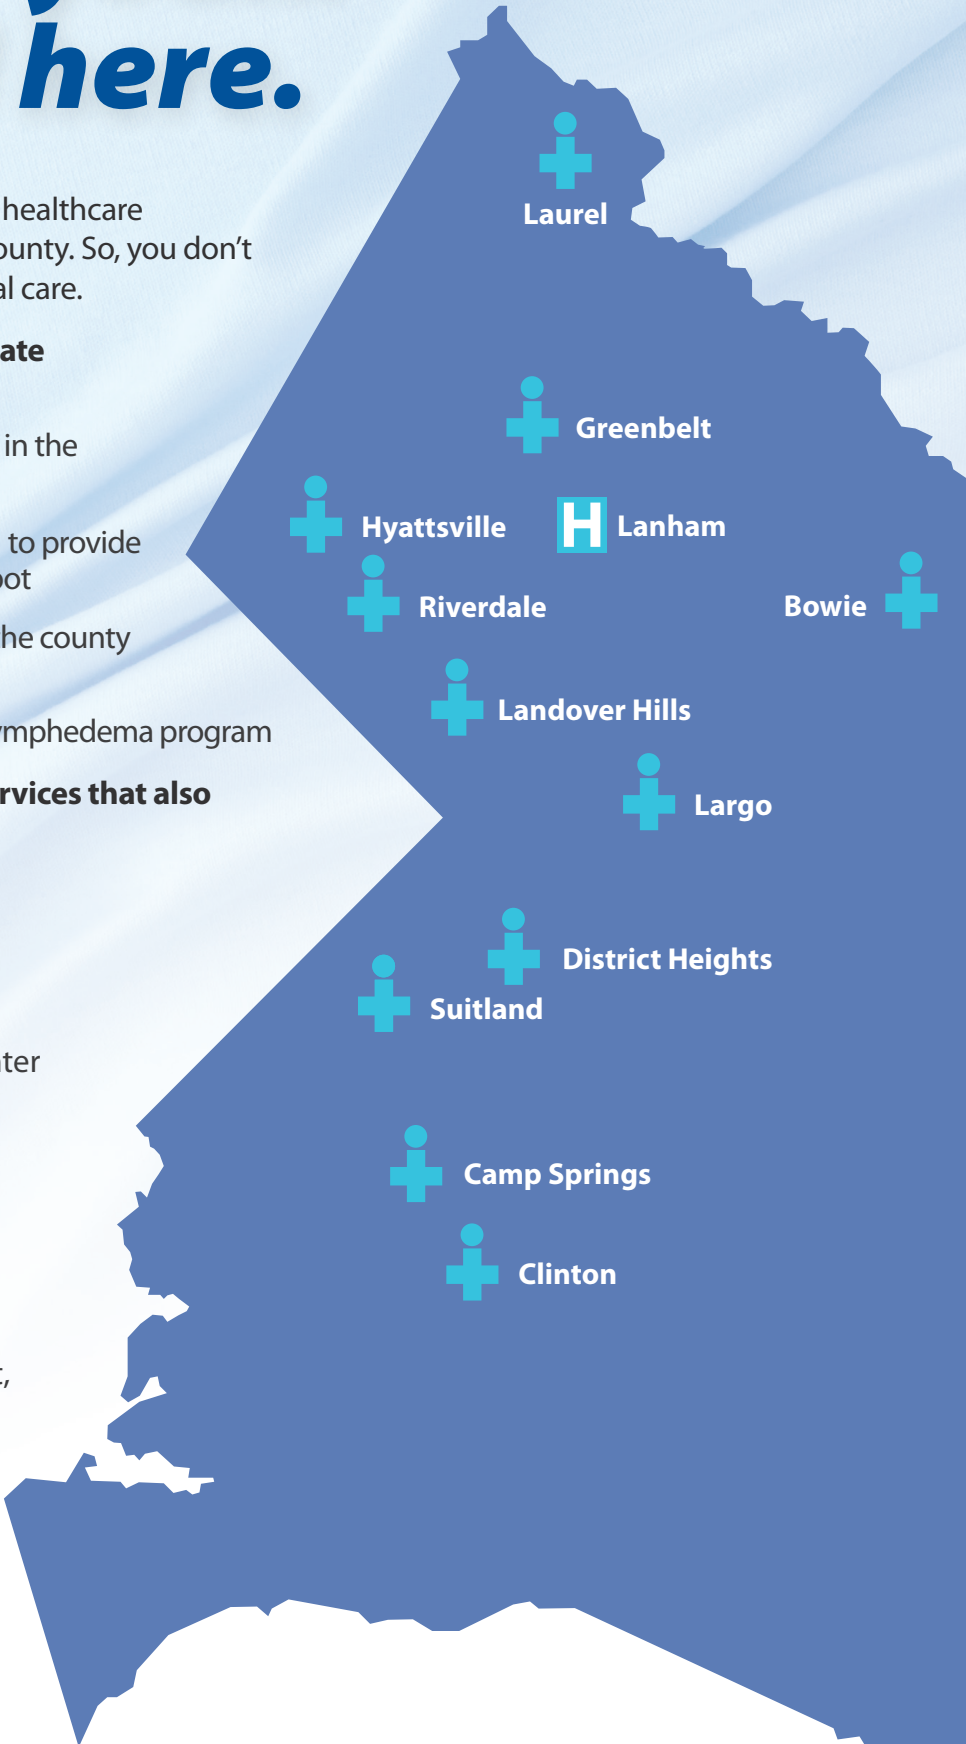 here.
healthcare
ounty. So, you don't
al care.
ate
in the
to provide
oot
he county
ymphedema program
rvices that also
nter
Laurel
Greenbelt
Hyattsville
H Lanham
Riverdale
Bowie
Landover Hills
Largo
District Heights
Suitland
Camp Springs
Clinton